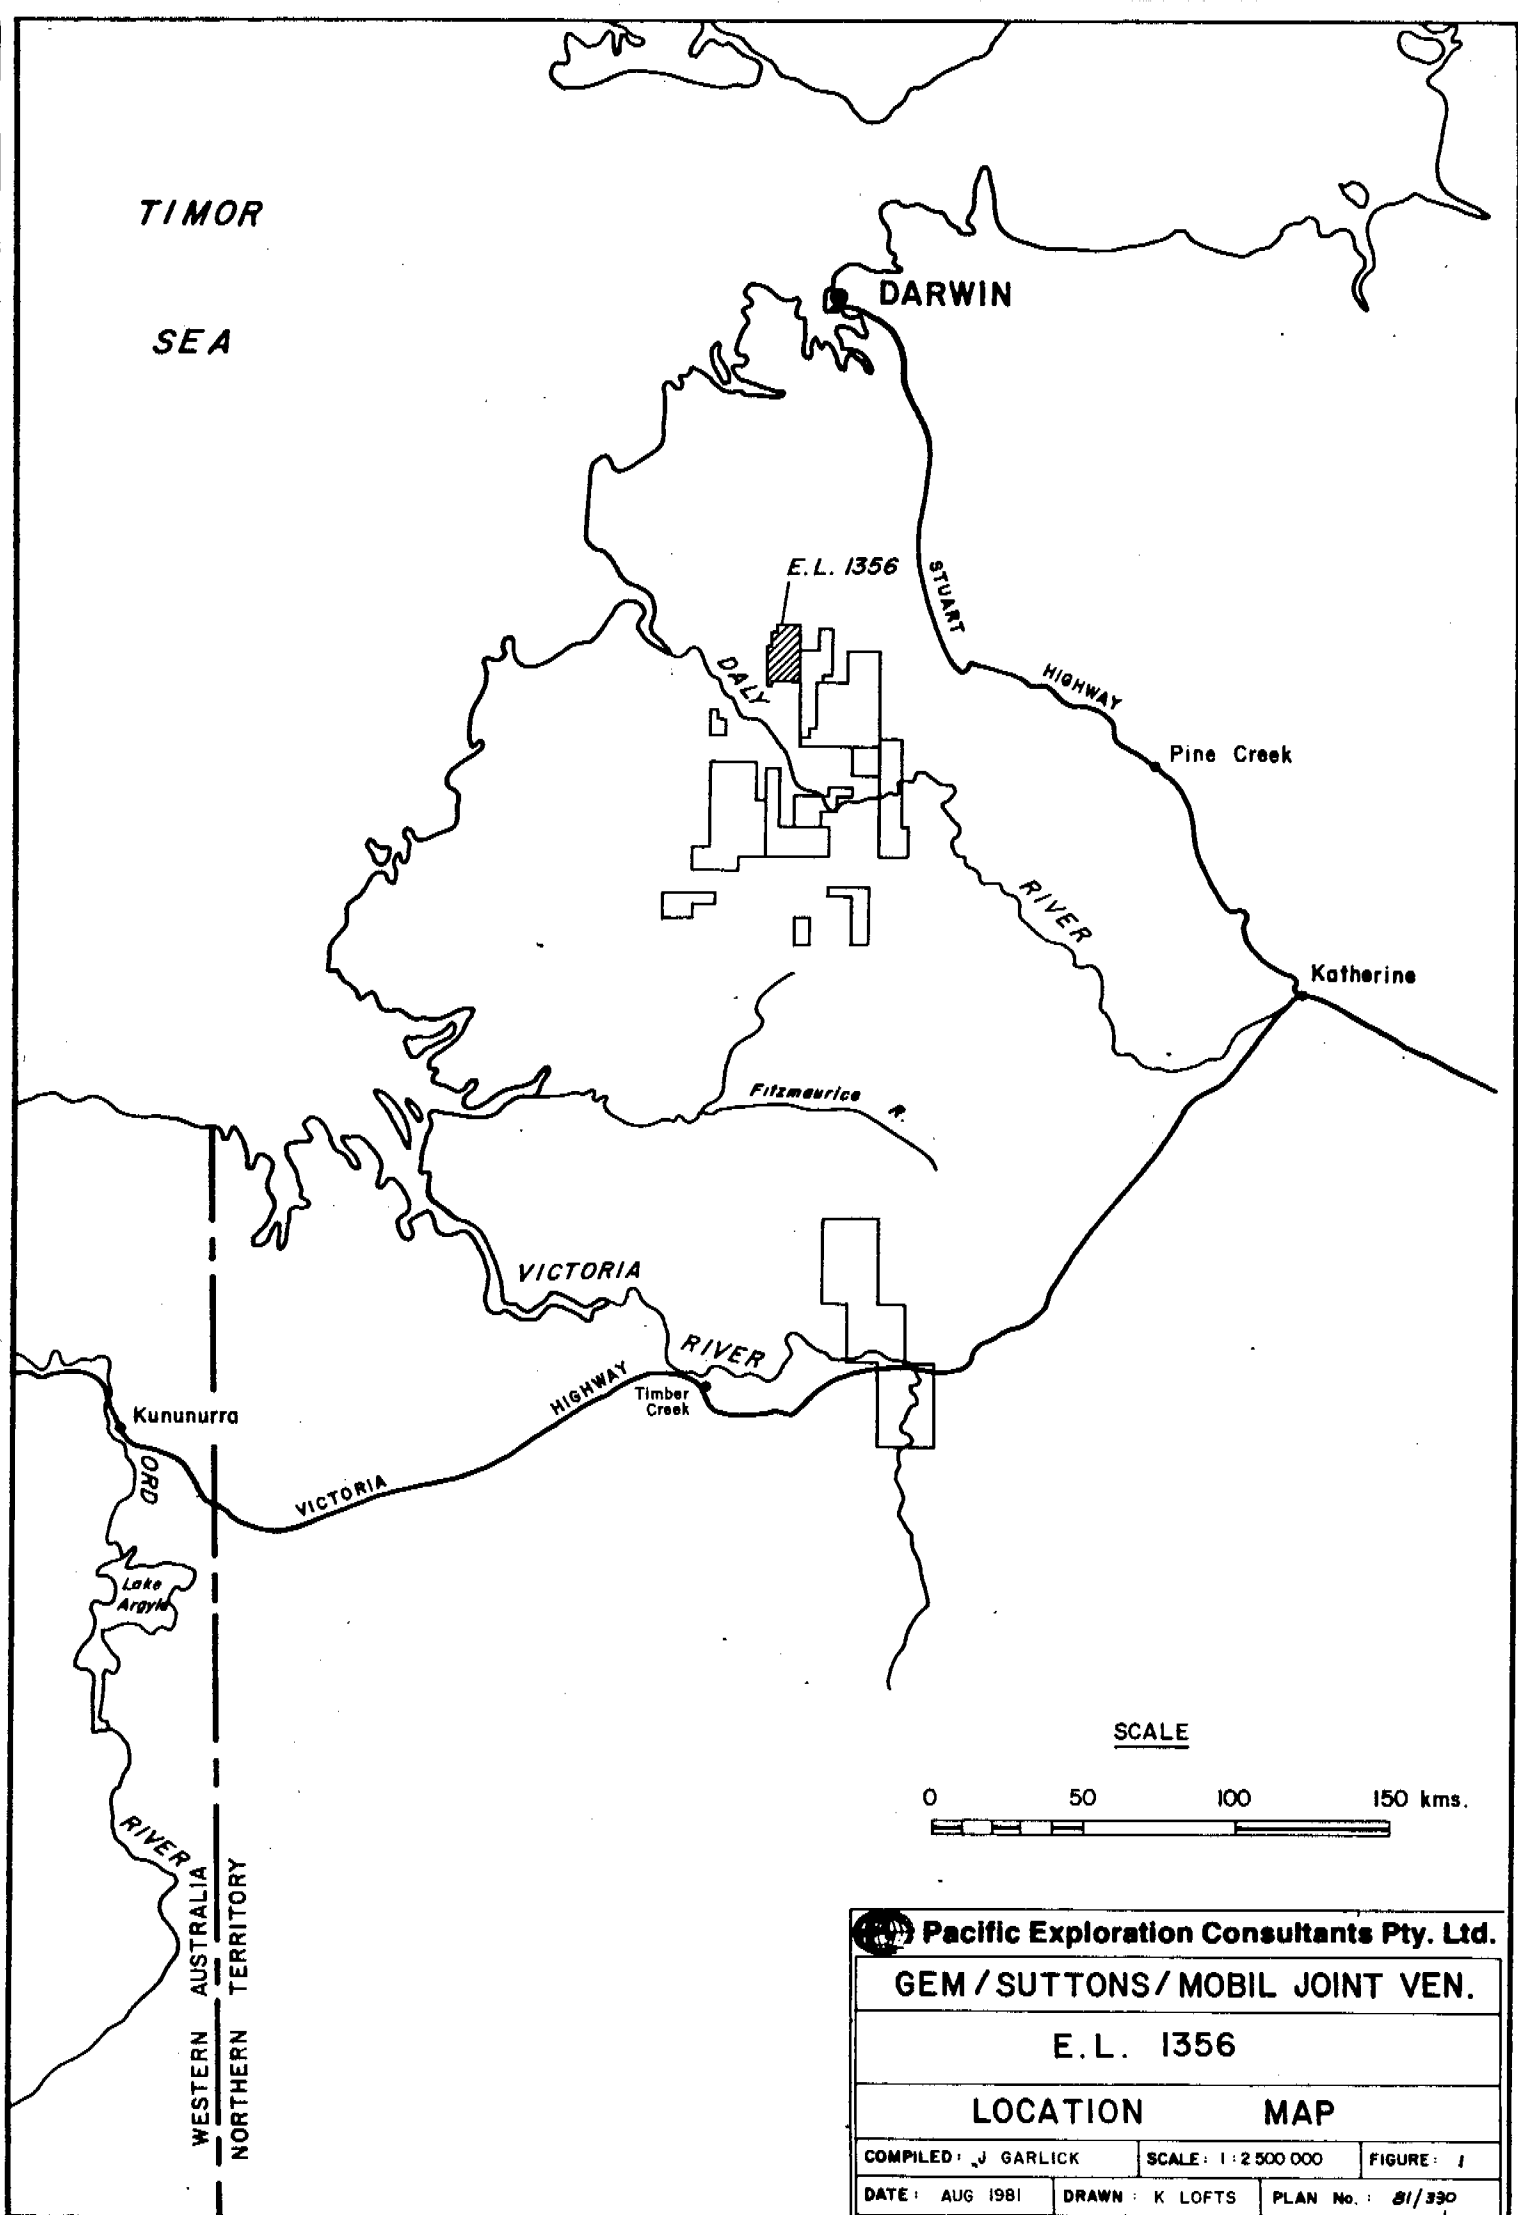 TIMOR
SEA
DARWIN
E.L. 1356
STUART
HIGHWAY
DALY
RIVER
Pine Creek
Katherine
Fitzmaurice R.
VICTORIA
RIVER
HIGHWAY
Timber
Creek
Kununurra
ORD
VICTORIA
Lake
Argyle
RIVER
WESTERN AUSTRALIA
NORTHERN TERRITORY
SCALE
0 50 100 150 kms.
Pacific Exploration Consultants Pty. Ltd.
GEM/SUTTONS/MOBIL JOINT VEN.
E.L. 1356
LOCATION MAP
COMPILED: J GARLICK SCALE: 1:2 500 000 FIGURE: 1
DATE: AUG 1981 DRAWN: K LOFTS PLAN No.: 81/390